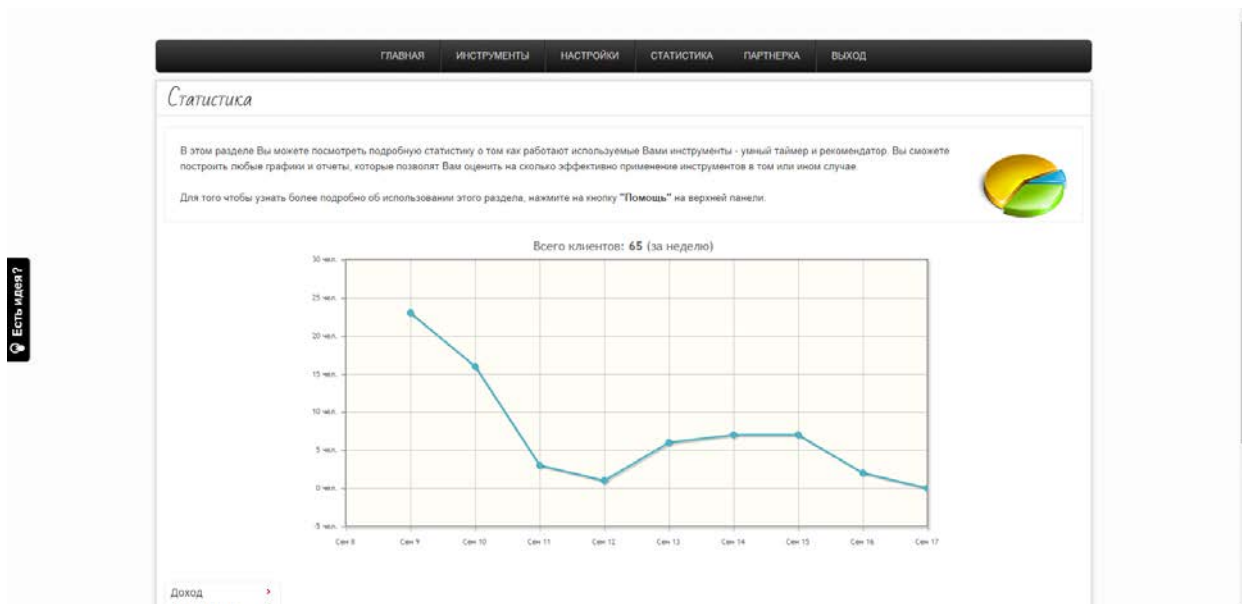 ГЛАВНАЯ ИНСТРУМЕНТЫ НАСТРОЙКИ СТАТИСТИКА ПАРТНЕРКА ВЫХОД
Статистика
В этом разделе Вы можете посмотреть подробную статистику о том как работают используемые Вами инструменты - умный таймер и рекомендатор. Вы сможете
построить любые графики и отчеты, которые позволят Вам оценить на сколько эффективно применение инструментов в том или ином случае.
Для того чтобы узнать более подробно об использовании этого раздела, нажмите на кнопку "Помощь" на верхней панели.
Есть идея?
Всего клиентов: 65 (за неделю)
30 чел.
25 чел.
20 чел.
15 чел.
10 чел.
5 чел.
0 чел.
-5 чел.
Сен 8 Сен 9 Сен 10 Сен 11 Сен 12 Сен 13 Сен 14 Сен 15 Сен 16 Сен 17
Доход